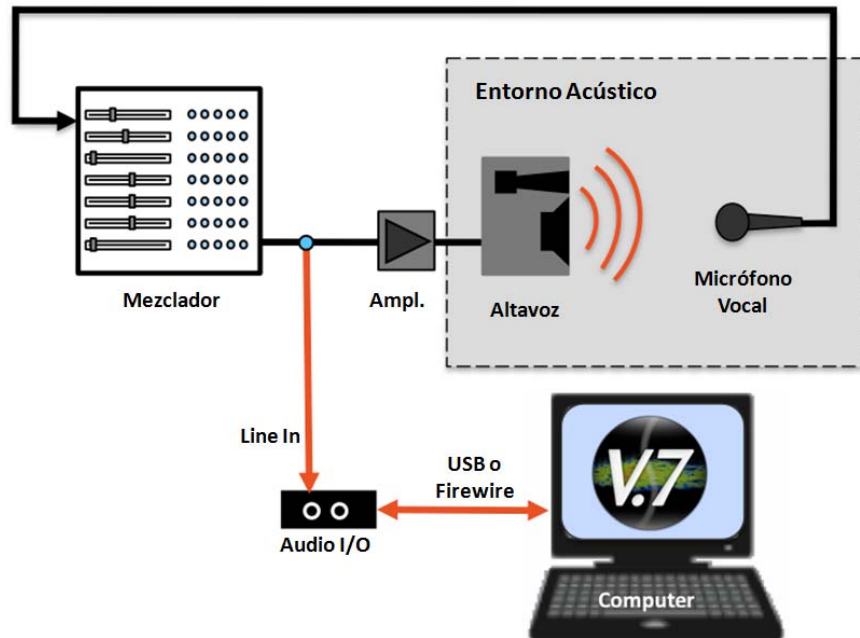 Entorno Acústico
Mezclador
Ampl.
Altavoz
Micrófono
Vocal
Line In
USB o
Firewire
Audio I/O
V.7
Computer